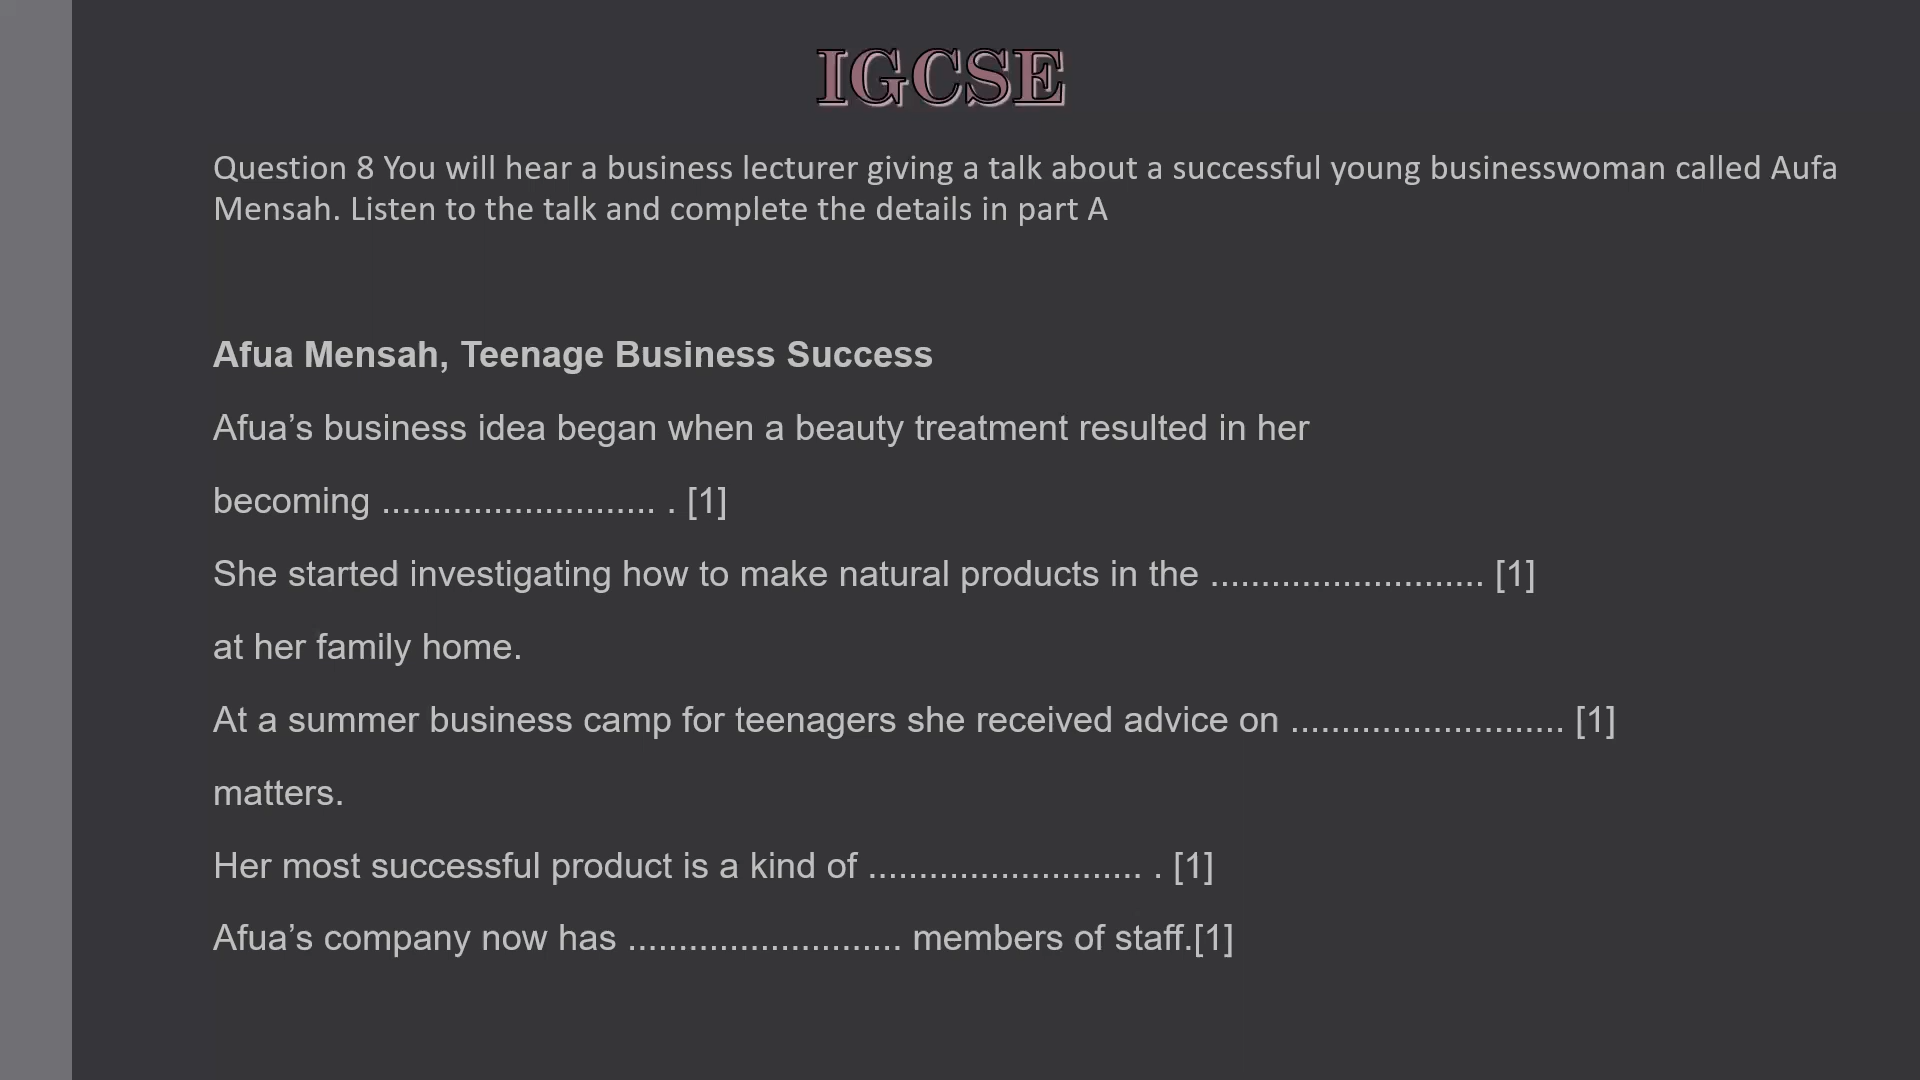 IGCSE
Question 8 You will hear a business lecturer giving a talk about a successful young businesswoman called Aufa
Mensah. Listen to the talk and complete the details in part A
Afua Mensah, Teenage Business Success
Afua’s business idea began when a beauty treatment resulted in her
becoming ........................... . [1]
She started investigating how to make natural products in the ........................... [1]
at her family home.
At a summer business camp for teenagers she received advice on ........................... [1]
matters.
Her most successful product is a kind of ........................... . [1]
Afua’s company now has ........................... members of staff.[1]